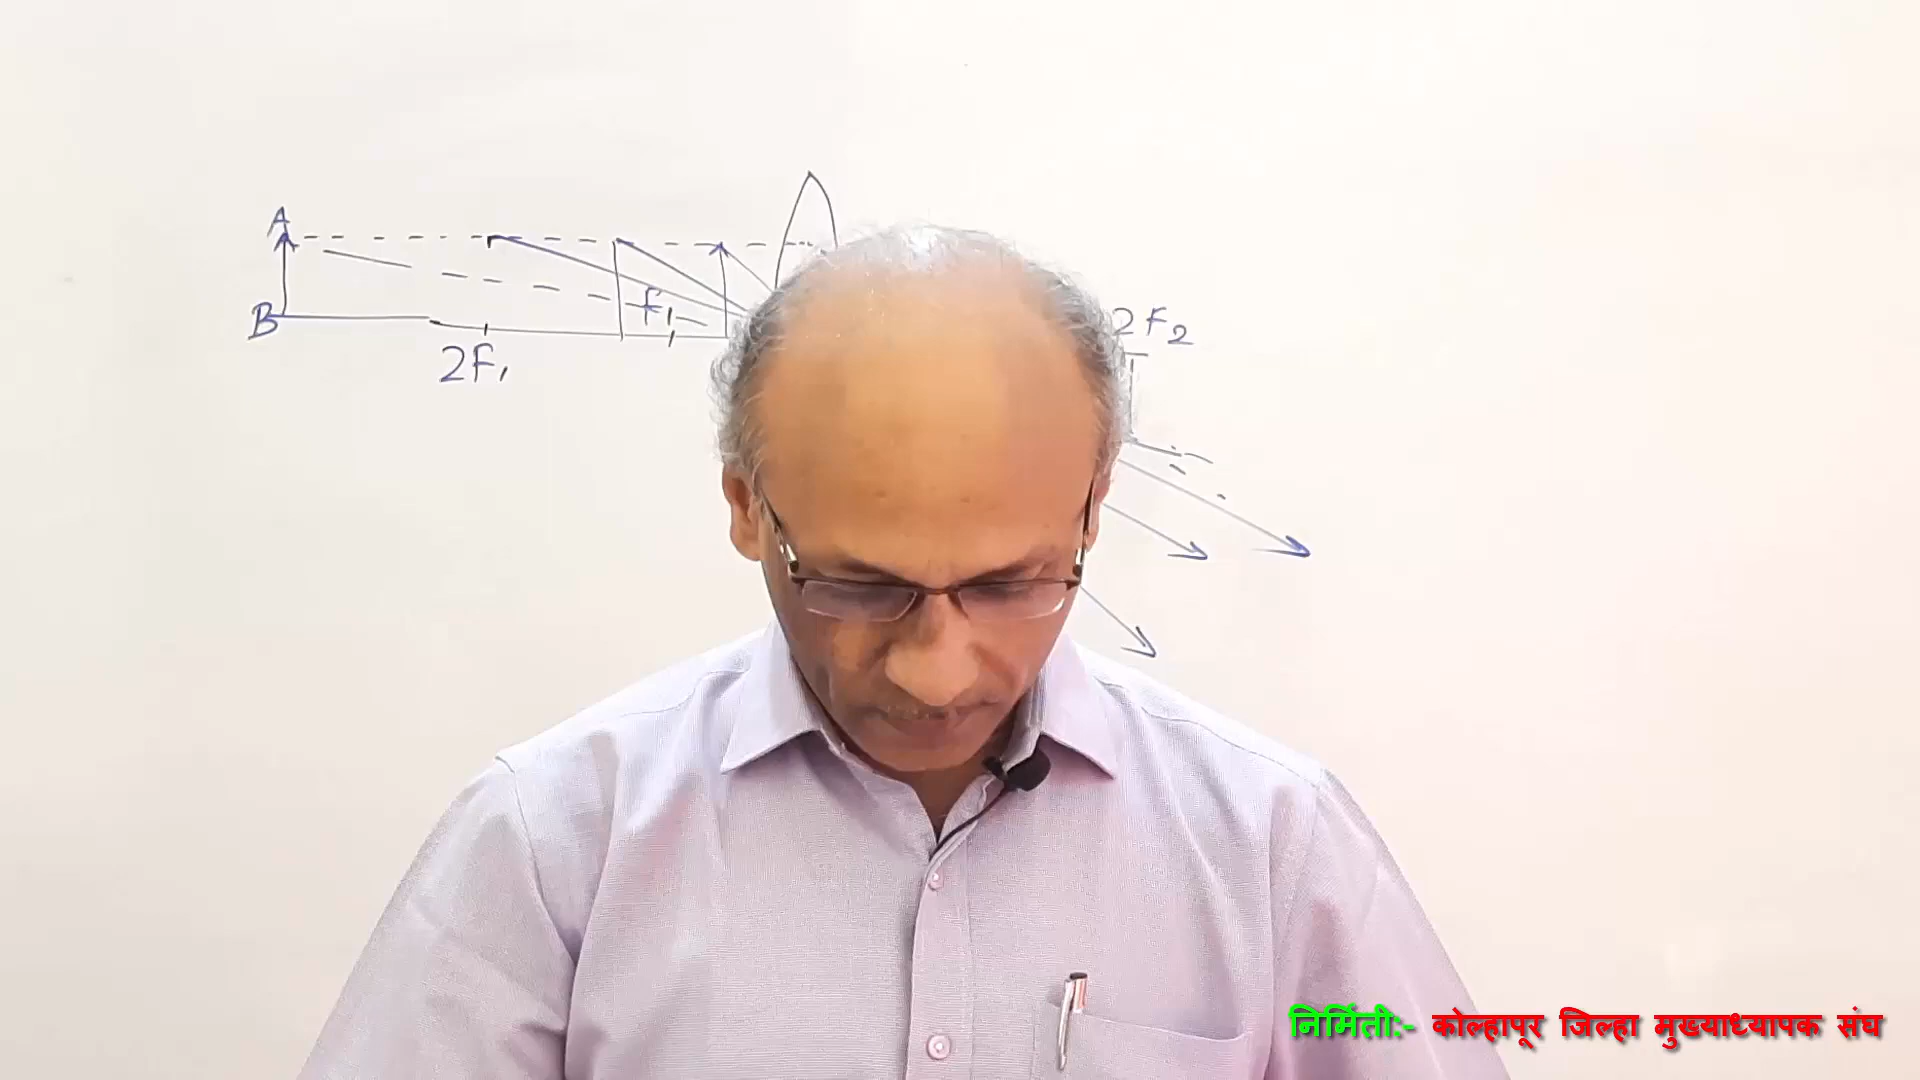 A
B
2F₁
f₁
2F₂
निर्मिती:- कोल्हापूर जिल्हा मुख्याध्यापक संघ